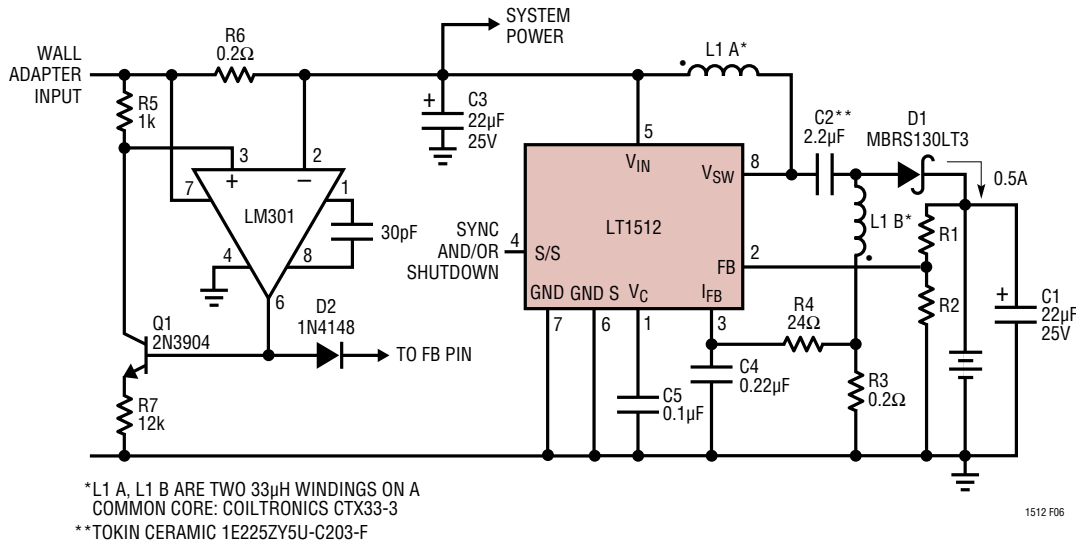 SYSTEM
POWER
WALL
ADAPTER
INPUT
R6
0.2Ω
L1 A*
R5
1k
+
C3
22µF
25V
C2**
2.2µF
D1
MBRS130LT3
0.5A
3
2
+
–
7
1
LM301
30pF
4
8
6
5
VIN
VSW
8
LT1512
SYNC
AND/OR
SHUTDOWN
4
S/S
FB
2
GND
GND S
VC
IFB
7
6
1
3
L1 B*
R1
R2
+
C1
22µF
25V
R4
24Ω
Q1
2N3904
D2
1N4148
TO FB PIN
C4
0.22µF
C5
0.1µF
R3
0.2Ω
R7
12k
*L1 A, L1 B ARE TWO 33µH WINDINGS ON A
COMMON CORE: COILTRONICS CTX33-3
**TOKIN CERAMIC 1E225ZY5U-C203-F
1512 F06